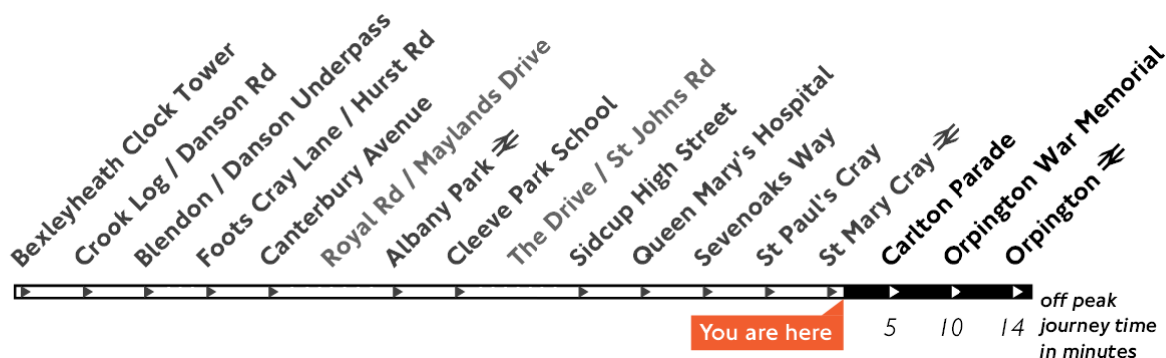 Bexleyheath Clock Tower
Crook Log / Danson Rd
Blendon / Danson Underpass
Foots Cray Lane / Hurst Rd
Canterbury Avenue
Royal Rd / Maylands Drive
Albany Park
Cleeve Park School
The Drive / St Johns Rd
Sidcup High Street
Queen Mary's Hospital
Sevenoaks Way
St Paul's Cray
St Mary Cray
Carlton Parade
Orpington War Memorial
Orpington
You are here
5 10 14
off peak
journey time
in minutes